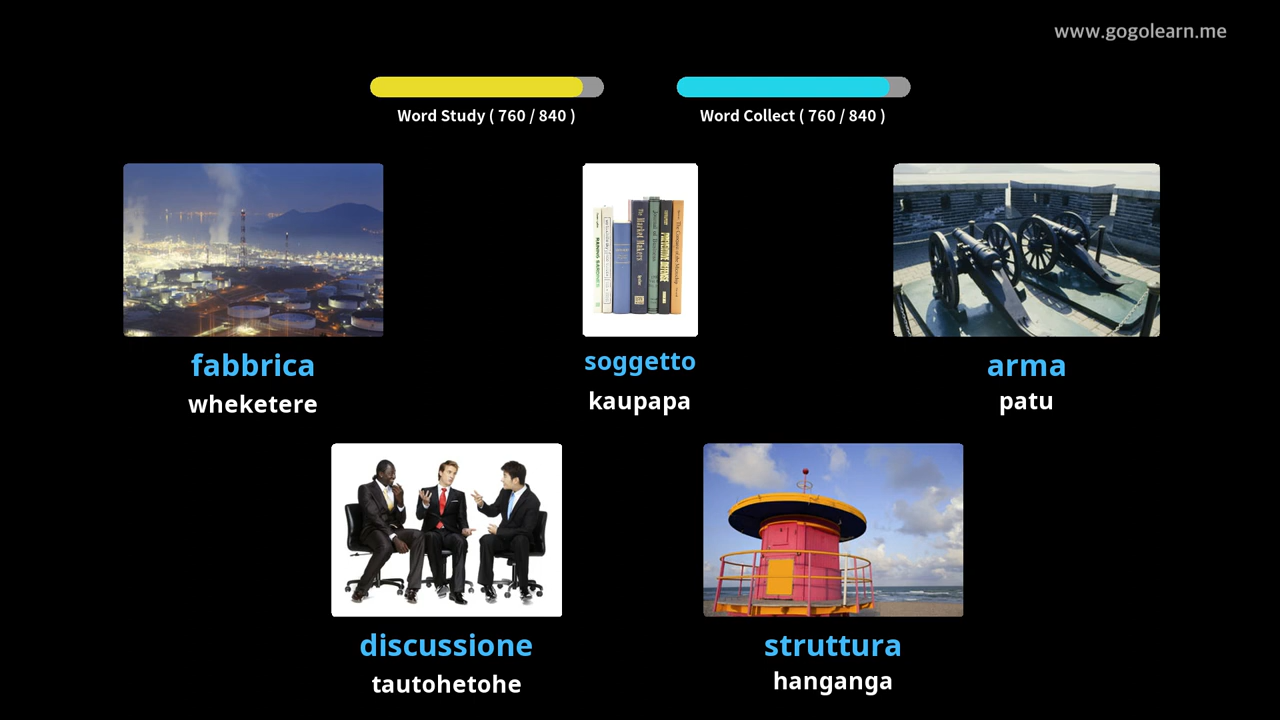 www.gogolearn.me
Word Study ( 760 / 840 )
Word Collect ( 760 / 840 )
fabbrica
wheketere
soggetto
kaupapa
arma
patu
discussione
tautohetohe
struttura
hanganga